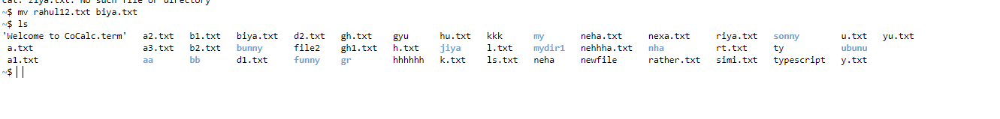 cat: ziya.txt: No such file or directory
~$ mv rahul12.txt biya.txt
~$ ls
'Welcome to CoCalc.term'  a2.txt  b1.txt  biya.txt  d2.txt  gh.txt  gyu  hu.txt  kkk  my  neha.txt  nexa.txt  riya.txt  sonny  u.txt  yu.txt
a.txt  a3.txt  b2.txt  bunny  file2  gh1.txt  h.txt  jiya  l.txt  mydir1  nehhha.txt  nha  rt.txt  ty  ubunu
a1.txt  aa  bb  d1.txt  funny  gr  hhhhhh  k.txt  ls.txt  neha  newfile  rather.txt  simi.txt  typescript  y.txt
~$